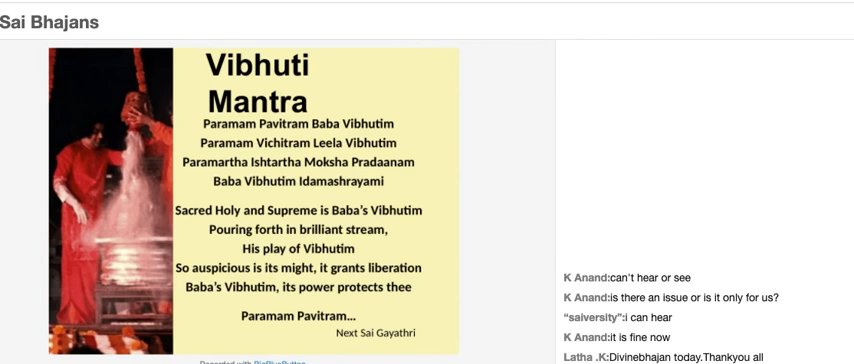 Sai Bhajans
Vibhuti
Mantra
Paramam Pavitram Baba Vibhutim
Paramam Vichitram Leela Vibhutim
Paramartha Ishtartha Moksha Pradaanam
Baba Vibhutim Idamashrayami
Sacred Holy and Supreme is Baba's Vibhutim
Pouring forth in brilliant stream,
His play of Vibhutim
So auspicious is its might, it grants liberation
Baba's Vibhutim, its power protects thee
Paramam Pavitram...
Next Sai Gayathri
Recorded with BigBlueButton
K Anand:can't hear or see
K Anand:is there an issue or is it only for us?
“saiversity”:i can hear
K Anand:it is fine now
Latha .K:Divinebhajan today.Thankyou all